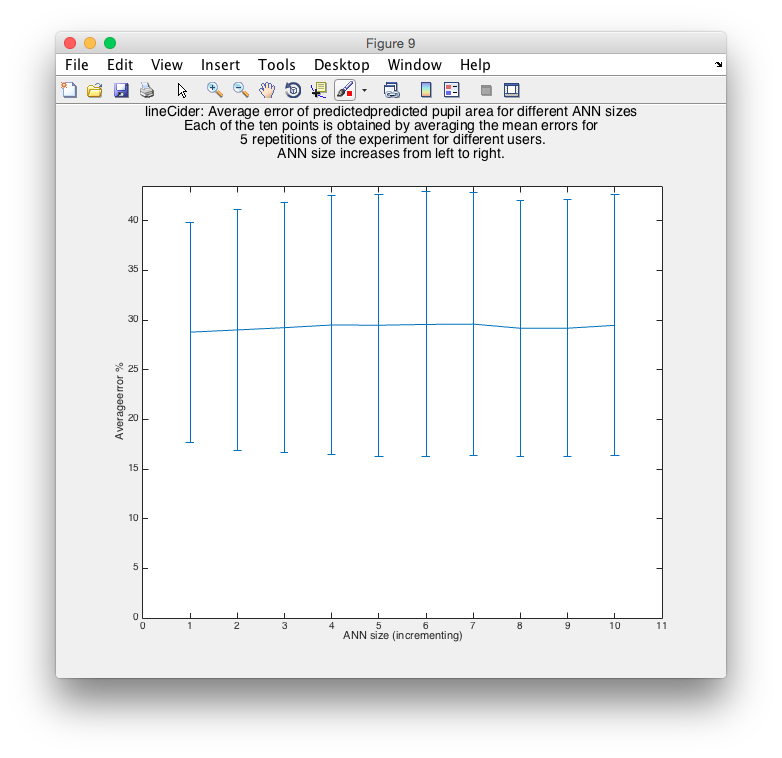 Figure 9
File Edit View Insert Tools Desktop Window Help
lineCider: Average error of predictedpredicted pupil area for different ANN sizes
Each of the ten points is obtained by averaging the mean errors for
5 repetitions of the experiment for different users.
ANN size increases from left to right.
40
35
30
25
20
15
10
5
0
Averageerror %
0 1 2 3 4 5 6 7 8 9 10 11
ANN size (incrementing)